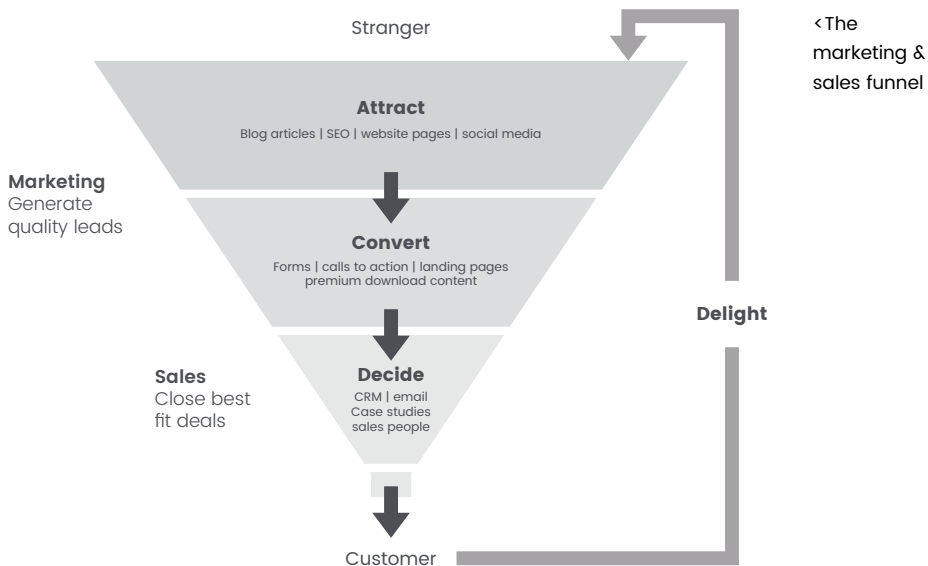 Stranger
<The
marketing &
sales funnel
Attract
Blog articles | SEO | website pages | social media
Marketing
Generate
quality leads
Convert
Forms | calls to action | landing pages
premium download content
Delight
Sales
Close best
fit deals
Decide
CRM | email
Case studies
sales people
Customer